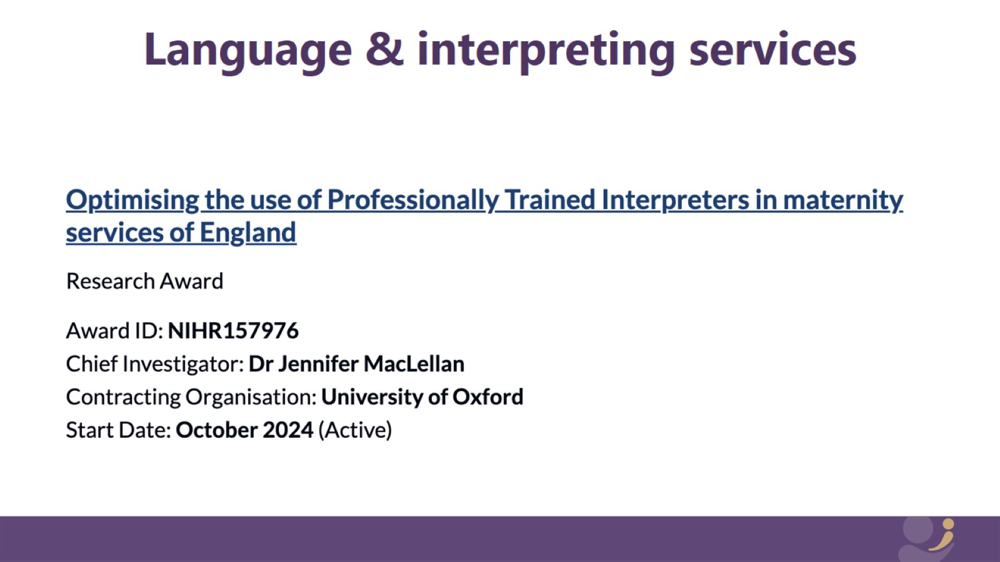 Language & interpreting services
Optimising the use of Professionally Trained Interpreters in maternity
services of England
Research Award
Award ID: NIHR157976
Chief Investigator: Dr Jennifer MacLellan
Contracting Organisation: University of Oxford
Start Date: October 2024 (Active)